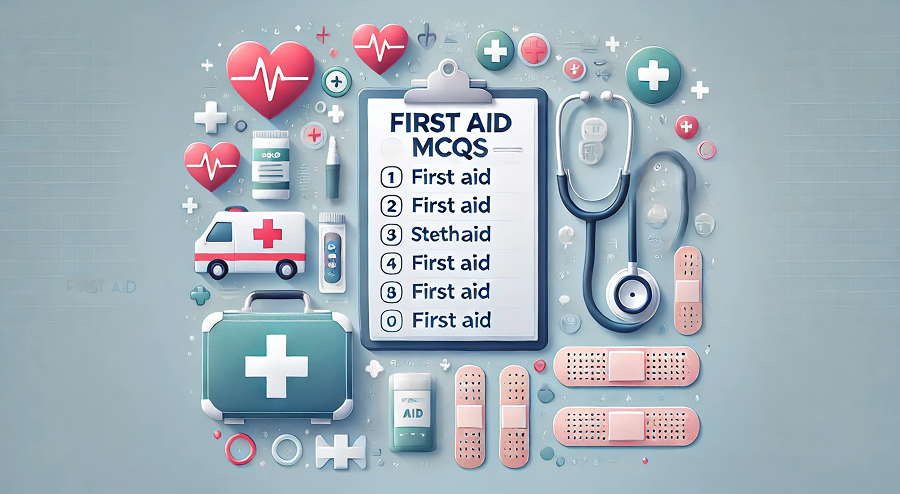 FIRST AID
MCQS
1 First aid
2 First aid
3 Stethaid
4 First aid
8 First aid
0 First aid
AID
FIRST AID